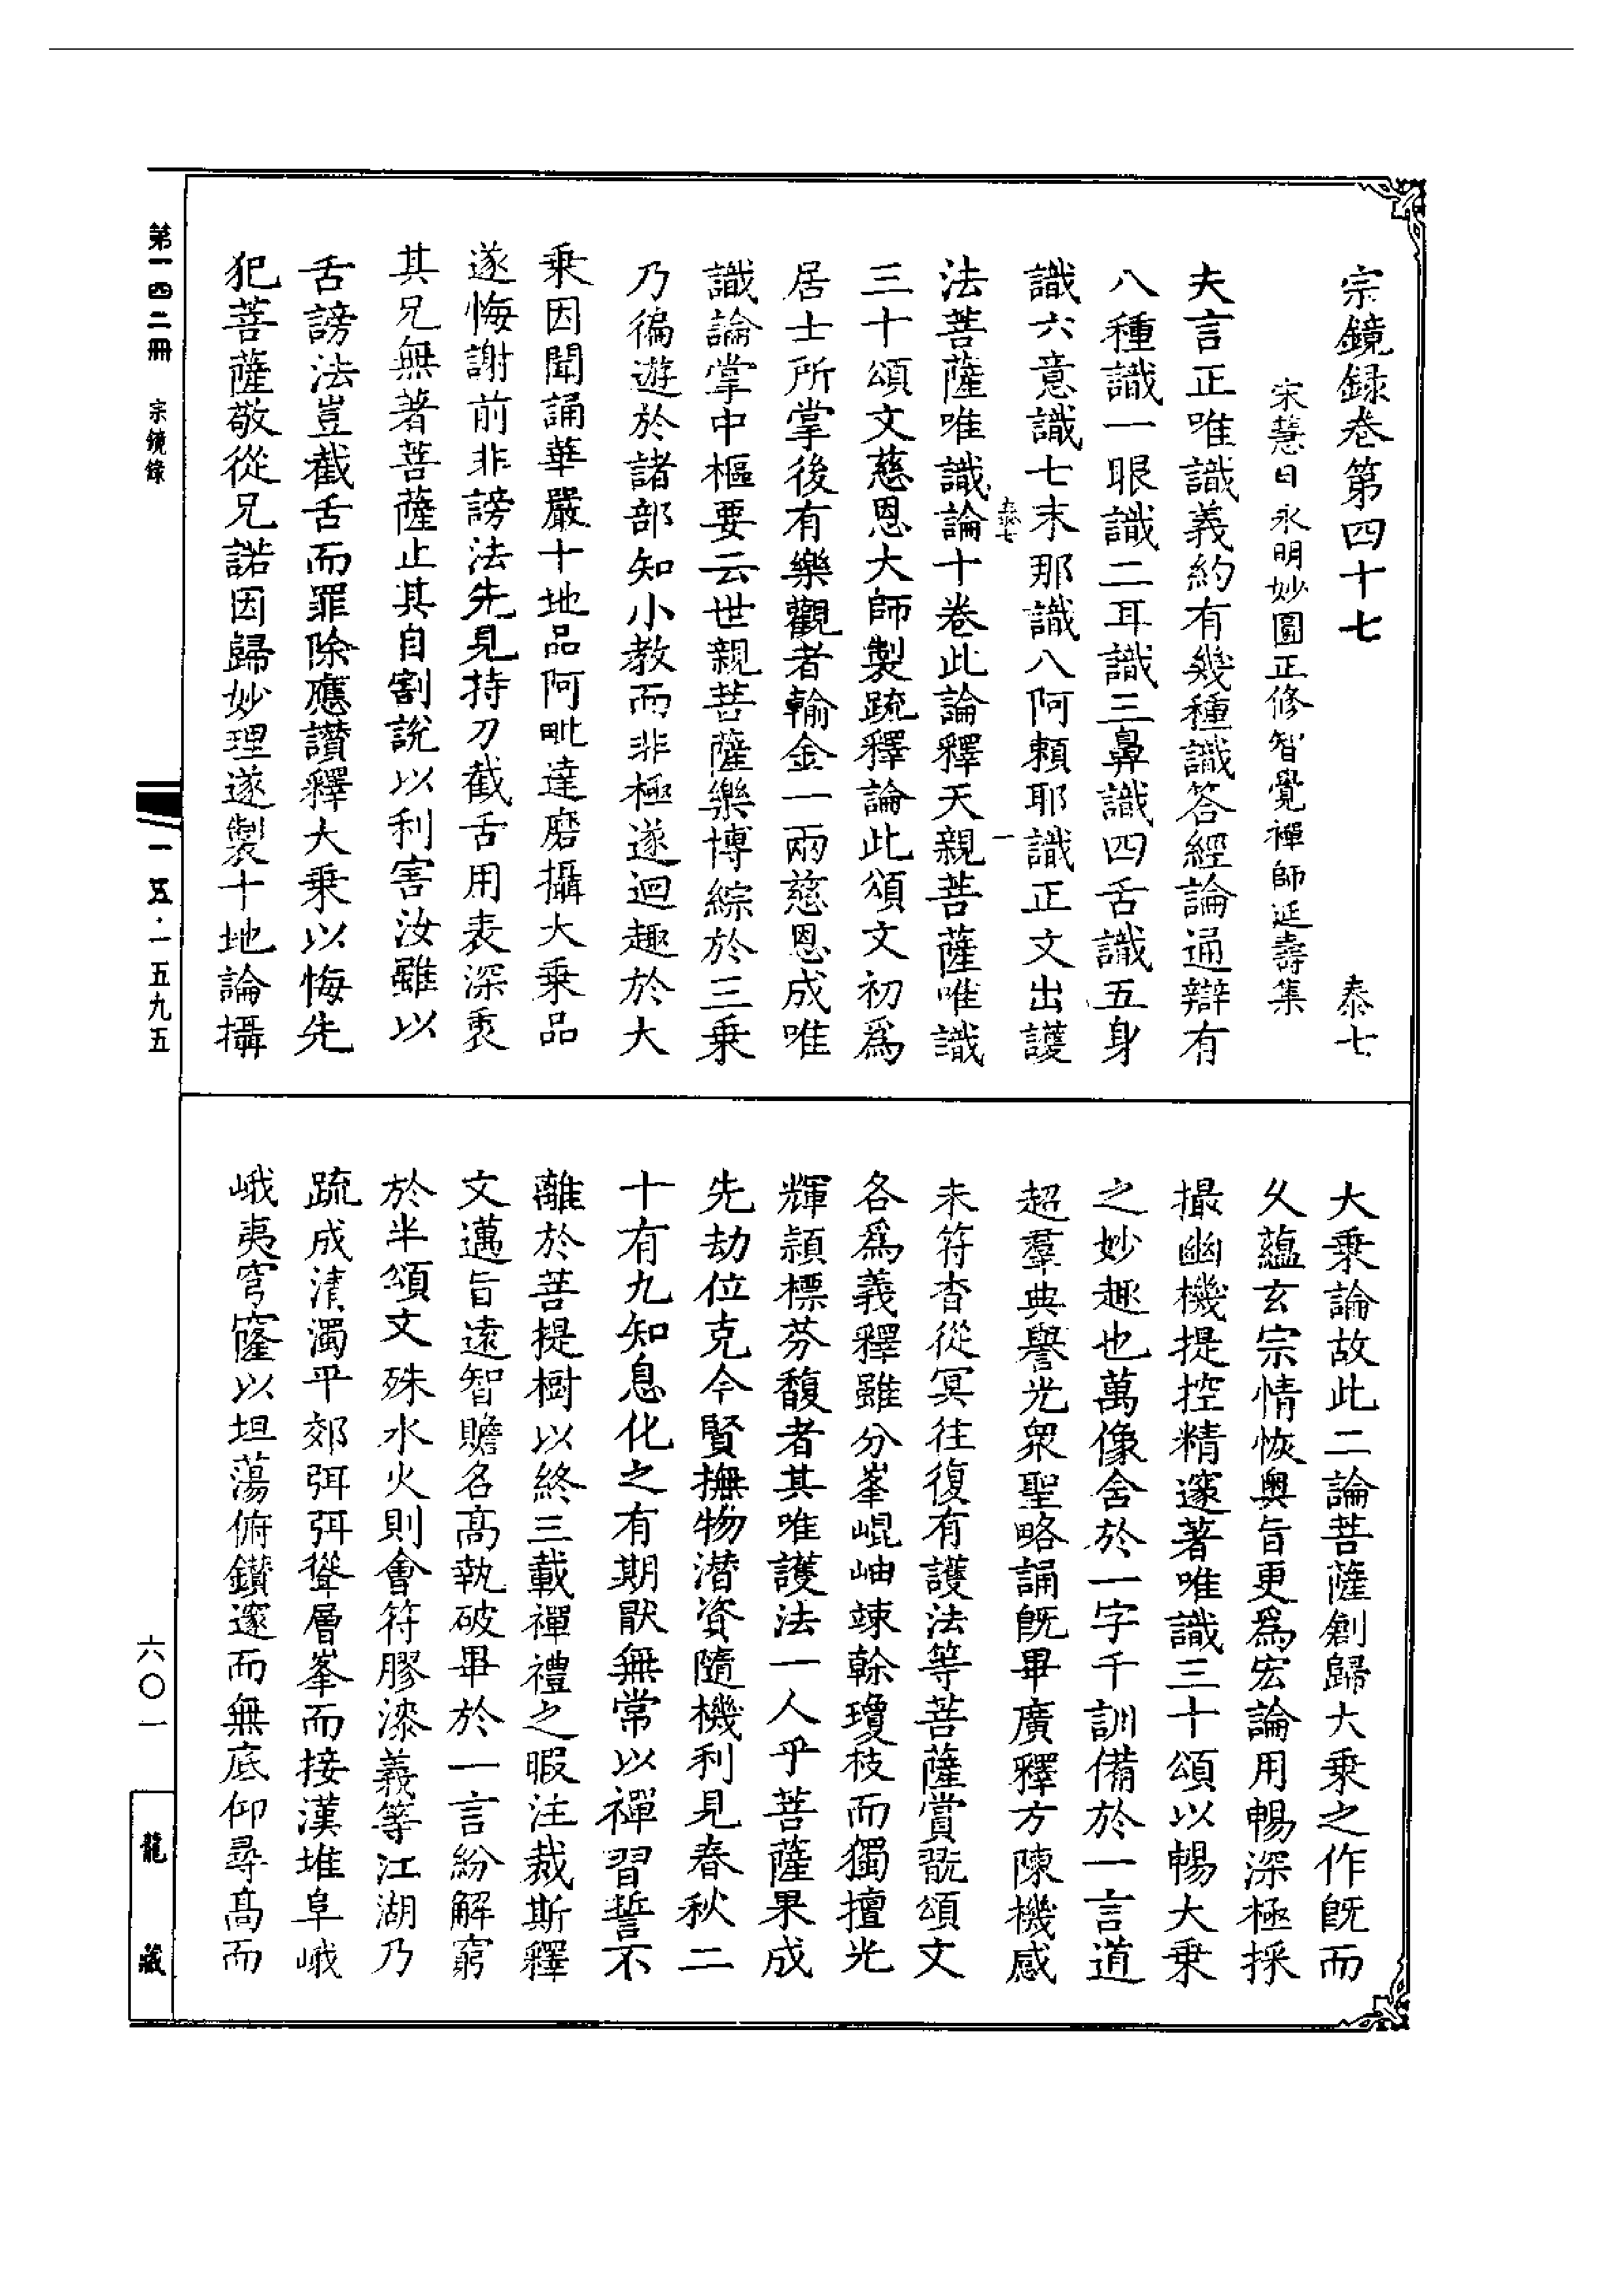 宗鏡録卷第四十七 泰七
宋慧日永明妙圓正修智覺禪師延壽集
夫言正唯識義約有幾種識答經論通辯有
八種識一眼識二耳識三鼻識四舌識五身
識六意識七末那識八阿頼耶識正文出護
法菩薩唯識論十卷此論釋天親菩薩唯識
泰七 一
三十頌文慈恩大師製疏釋論此頌文初爲
居士所掌後有樂觀者輸金一兩慈恩成唯
識論掌中樞要云世親菩薩樂博綜於三乗
乃徧遊於諸部知小教而非極遂迴趣於大
乗因聞誦華嚴十地品阿毗達磨攝大乗品
遂悔謝前非謗法先見持刀截舌用表深衷
其兄無著菩薩止其自割說以利害汝雖以
舌謗法豈截舌而罪除應讃釋大乗以悔先
犯菩薩敬從兄諾因歸妙理遂製十地論攝
大乗論故此二論菩薩創歸大乗之作旣而
久蘊玄宗情恢奧旨更爲宏論用暢深極採
撮幽機提控精邃著唯識三十頌以暢大乗
之妙趣也萬像含於一字千訓備於一言道
超羣典譽光衆聖略誦旣畢廣釋方陳機感
未符杳從冥往復有護法等菩薩賞翫頌文
各爲義釋雖分峯崐岫竦榦瓊枝而獨擅光
輝頴標芬馥者其唯護法一人乎菩薩果成
先劫位克今賢撫物潜資隨機利見春秋二
十有九知息化之有期猒無常以禪習誓不
離於菩提樹以終三載禪禮之暇注裁斯釋
文邁旨遠智贍名高執破畢於一言紛解窮
於半頌文殊水火則會符膠漆義等江湖乃
疏成清濁平郊弭弭聳層峯而接漢堆阜峨
峨夷穹窿以坦蕩俯鑚邃而無底仰尋高而
第一四二冊 宗鏡錄
一五·一五九五
六〇一
龍藏